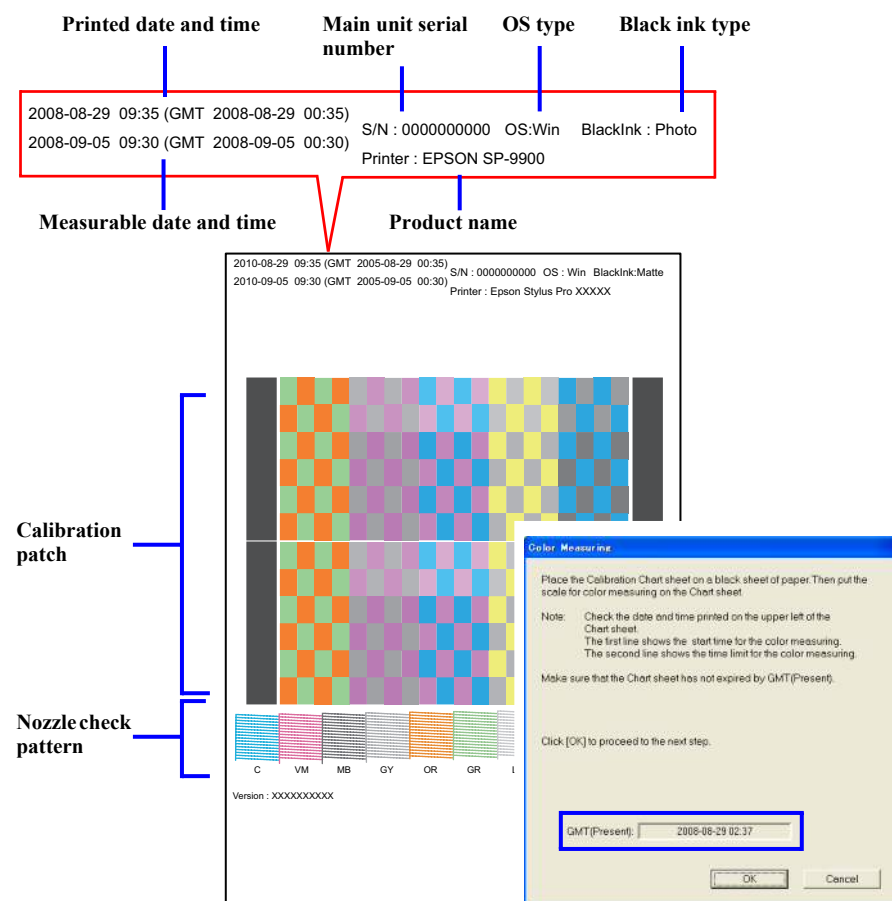 Printed date and time
Main unit serial
number
OS type
Black ink type
2008-08-29 09:35 (GMT 2008-08-29 00:35)
2008-09-05 09:30 (GMT 2008-09-05 00:30)
S/N : 0000000000 OS:Win BlackInk : Photo
Printer : EPSON SP-9900
Measurable date and time
Product name
2010-08-29 09:35 (GMT 2005-08-29 00:35)
2010-09-05 09:30 (GMT 2005-09-05 00:30)
S/N : 0000000000 OS : Win BlackInk:Matte
Printer : Epson Stylus Pro XXXXX
Calibration
patch
Nozzle check
pattern
C VM MB GY OR GR L
Version : XXXXXXXXXX
Color Measuring
Place the Calibration Chart sheet on a black sheet of paper.Then put the
scale for color measuring on the Chart sheet.
Note: Check the date and time printed on the upper left of the
Chart sheet.
The first line shows the start time for the color measuring.
The second line shows the time limit for the color measuring.
Make sure that the Chart sheet has not expired by GMT(Present).
Click [OK] to proceed to the next step.
GMT(Present): 2008-08-29 02:37
OK Cancel